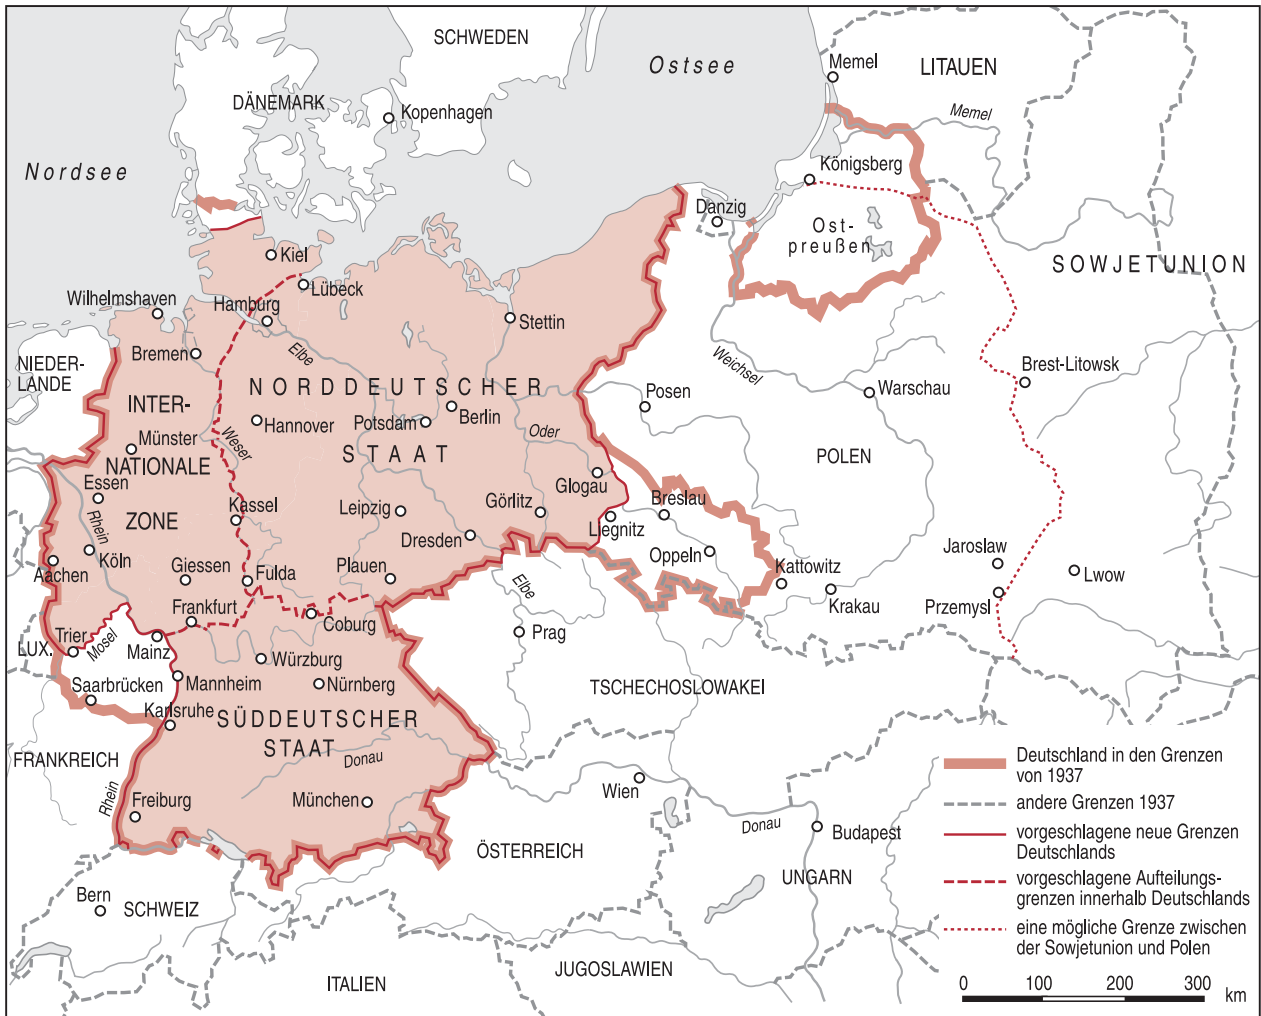 SCHWEDEN
Ostsee
Memel
LITAUEN
DÄNEMARK
Kopenhagen
Memel
Nordsee
Königsberg
Danzig
Ost-
preußen
SOWJETUNION
Kiel
Lübeck
Wilhelmshaven
Hamburg
Stettin
Bremen
Elbe
NIEDER-
LANDE
Weichsel
Brest-Litowsk
NORDDEUTSCHER
STAAT
Posen
Warschau
INTER-
NATIONALE
ZONE
Hannover
Potsdam
Berlin
Münster
Weser
Oder
POLEN
Essen
Rhein
Glogau
Kassel
Leipzig
Görlitz
Breslau
Liegnitz
Köln
Dresden
Oppeln
Jaroslaw
Aachen
Giessen
Fulda
Plauen
Elbe
Kattowitz
Lwow
Frankfurt
Coburg
Krakau
Przemysl
LUX.
Trier
Mosel
Mainz
Prag
Würzburg
Saarbrücken
Mannheim
Nürnberg
TSCHECHOSLOWAKEI
Karlsruhe
SÜDDEUTSCHER
STAAT
FRANKREICH
Donau
Rhein
Freiburg
München
Wien
Donau
Budapest
ÖSTERREICH
UNGARN
Bern
SCHWEIZ
ITALIEN
JUGOSLAWIEN
Deutschland in den Grenzen
von 1937
andere Grenzen 1937
vorgeschlagene neue Grenzen
Deutschlands
vorgeschlagene Aufteilungs-
grenzen innerhalb Deutschlands
eine mögliche Grenze zwischen
der Sowjetunion und Polen
0 100 200 300 km